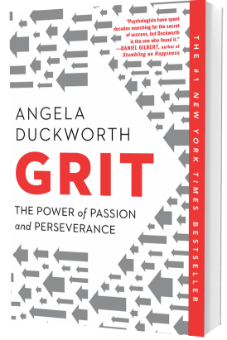 "Psychologists have spent
decades searching for the secret
of success, but Duckworth
is the one who found it."
—DANIEL GILBERT, author of
Stumbling on Happiness
ANGELA
DUCKWORTH
GRIT
THE POWER of PASSION
and PERSEVERANCE
THE #1 NEW YORK TIMES BESTSELLER